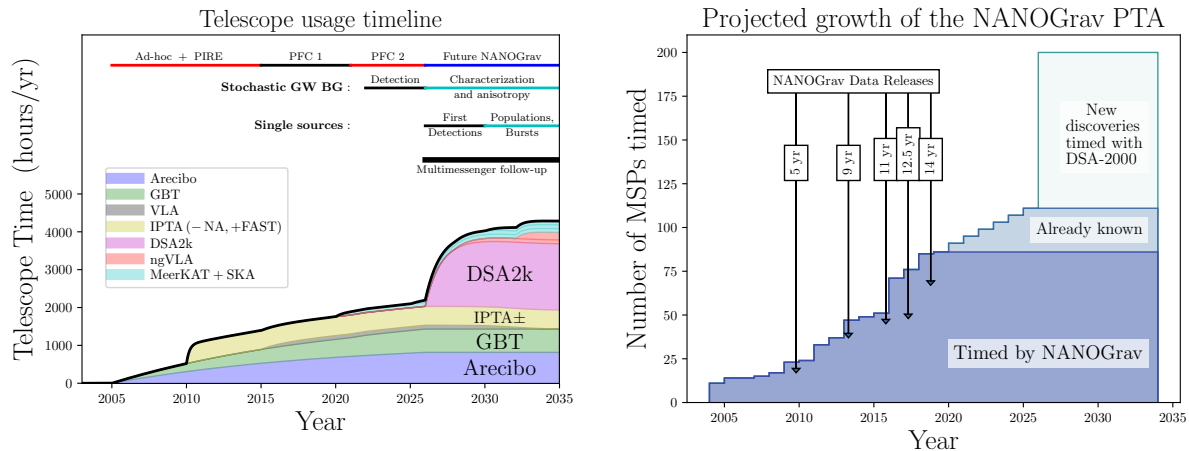 Telescope usage timeline
Ad-hoc + PIRE
PFC 1
PFC 2
Future NANOGrav
Stochastic GW BG :
Detection
Characterization
and anisotropy
Single sources :
First
Detections
Populations,
Bursts
Multimessenger follow-up
Arecibo
GBT
VLA
IPTA (− NA, +FAST)
DSA2k
ngVLA
MeerKAT + SKA
DSA2k
IPTA±
GBT
Arecibo
Telescope Time (hours/yr)
5000
4000
3000
2000
1000
0
2005
2010
2015
2020
2025
2030
2035
Year
Projected growth of the NANOGrav PTA
NANOGrav Data Releases
5 yr
9 yr
11 yr
12.5 yr
14 yr
New
discoveries
timed with
DSA-2000
Already known
Timed by NANOGrav
Number of MSPs timed
200
175
150
125
100
75
50
25
0
2005
2010
2015
2020
2025
2030
2035
Year